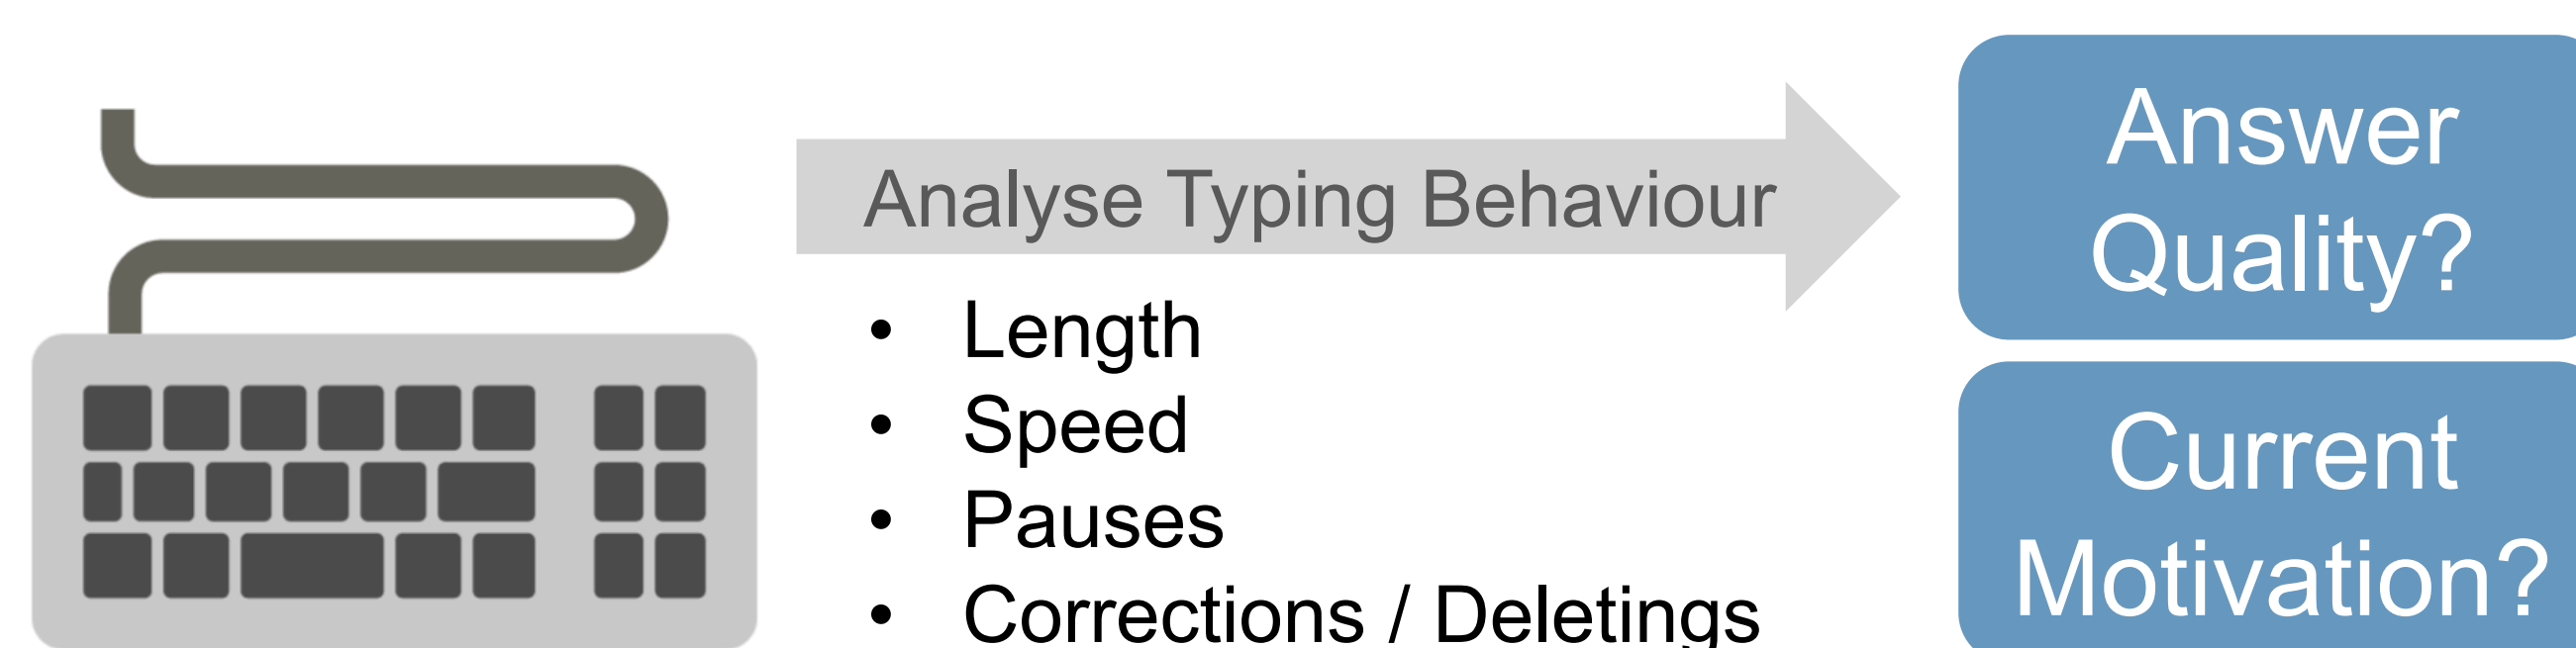 Analyse Typing Behaviour
• Length
• Speed
• Pauses
• Corrections / Deletings
Answer
Quality?
Current
Motivation?